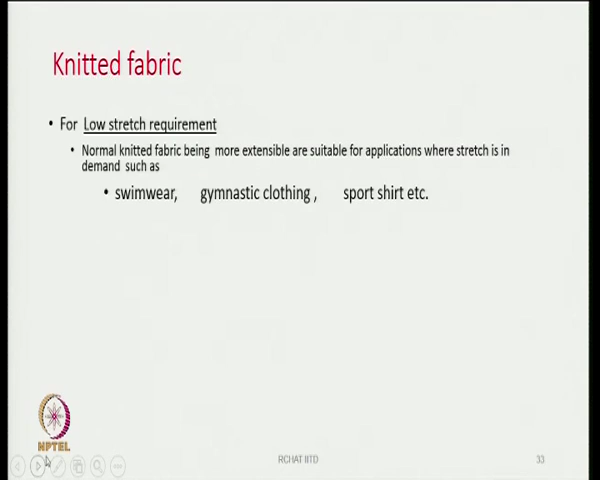 Knitted fabric
• For Low stretch requirement
• Normal knitted fabric being more extensible are suitable for applications where stretch is in
demand such as
• swimwear, gymnastic clothing , sport shirt etc.
NPTEL
RCHAT IITD
33